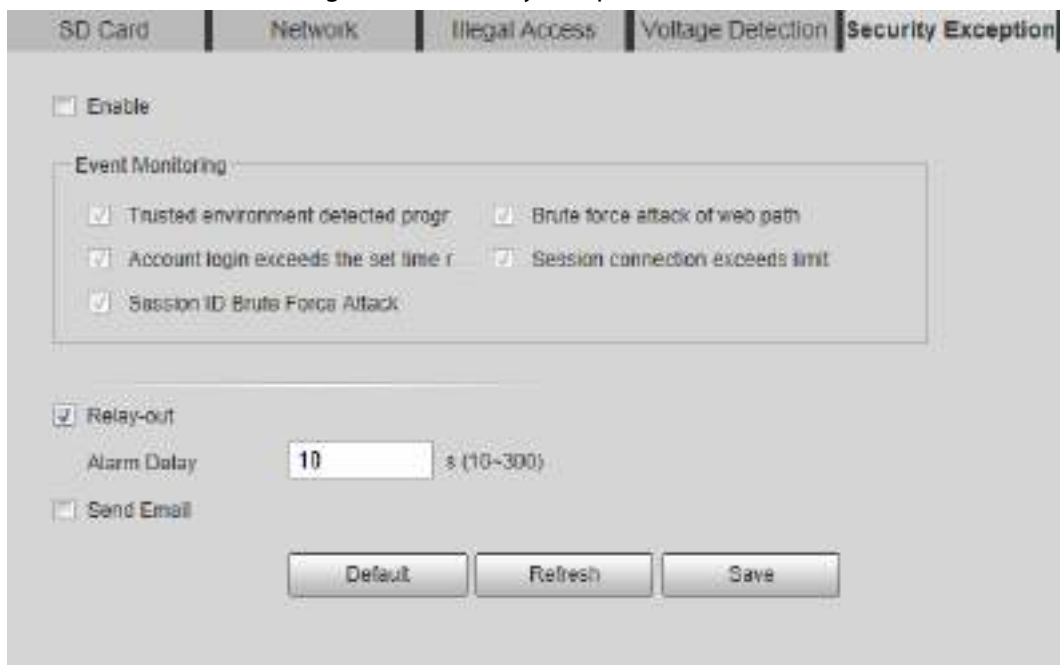 SD Card Network Illegal Access Voltage Detection Security Exception
Enable
Event Monitoring
Trusted environment detected progr Brute force attack of web path
Account login exceeds the set time r Session connection exceeds limit
Session ID Brute Force Attack
Relay-out
Alarm Delay 10 s (10~300)
Send Email
Default Refresh Save